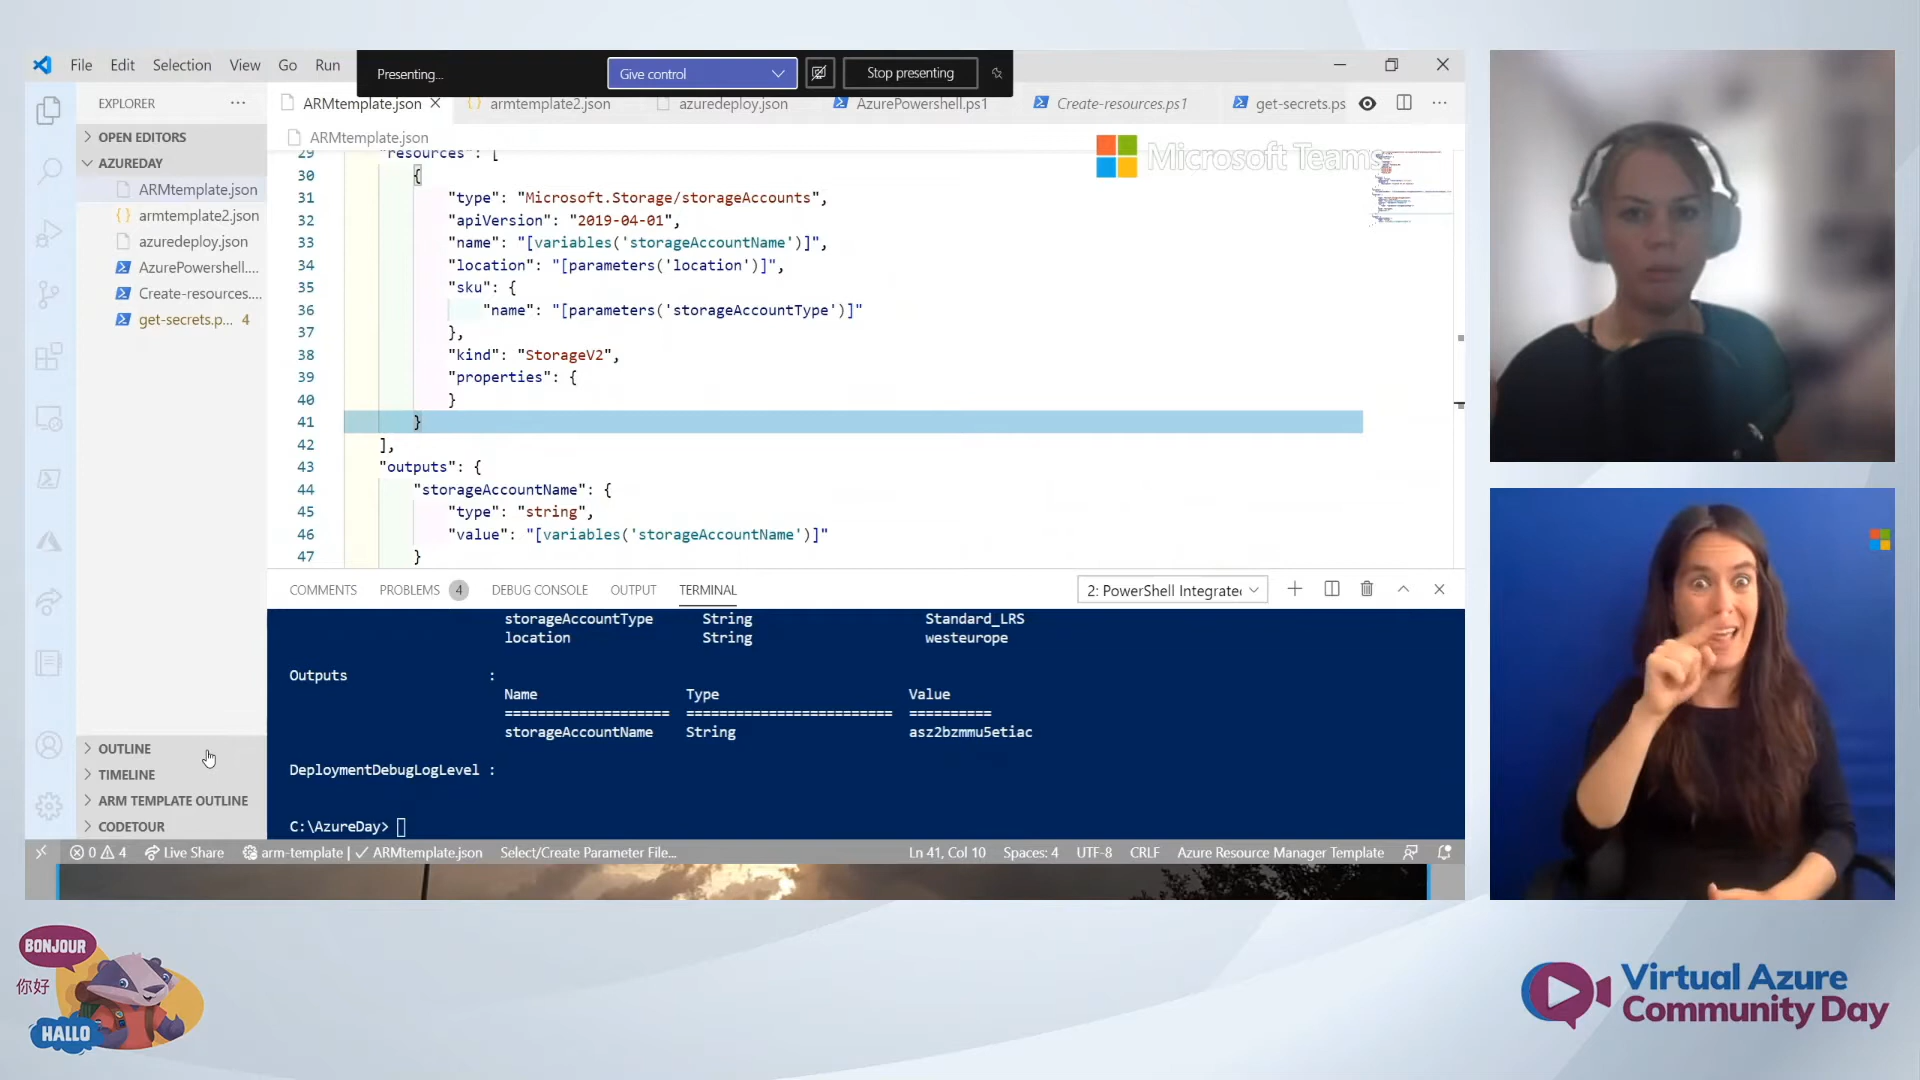 File Edit Selection View Go Run
Presenting...
Give control
Stop presenting
EXPLORER
OPEN EDITORS
AZUREDAY
ARMtemplate.json
armtemplate2.json
azuredeploy.json
AzurePowershell....
Create-resources....
get-secrets.p... 4
OUTLINE
TIMELINE
ARM TEMPLATE OUTLINE
CODETOUR
ARMtemplate.json armtemplate2.json azuredeploy.json AzurePowershell.ps1 Create-resources.ps1 get-secrets.ps
ARMtemplate.json
Microsoft Teams
29 "resources": [
30 {
31 "type": "Microsoft.Storage/storageAccounts",
32 "apiVersion": "2019-04-01",
33 "name": "[variables('storageAccountName')]",
34 "location": "[parameters('location')]",
35 "sku": {
36 "name": "[parameters('storageAccountType')]"
37 },
38 "kind": "StorageV2",
39 "properties": {
40 }
41 }
42 ],
43 "outputs": {
44 "storageAccountName": {
45 "type": "string",
46 "value": "[variables('storageAccountName')]"
47 }
COMMENTS PROBLEMS 4 DEBUG CONSOLE OUTPUT TERMINAL
2: PowerShell Integrate
storageAccountType String Standard_LRS
location String westeurope
Outputs :
Name Type Value
==================== ========================= ==========
storageAccountName String asz2bzmmu5etiac
DeploymentDebugLogLevel :
C:\AzureDay>
0 4 Live Share arm-template | ✓ ARMtemplate.json Select/Create Parameter File... Ln 41, Col 10 Spaces: 4 UTF-8 CRLF Azure Resource Manager Template
BONJOUR
你好
HALLO
Virtual Azure
Community Day